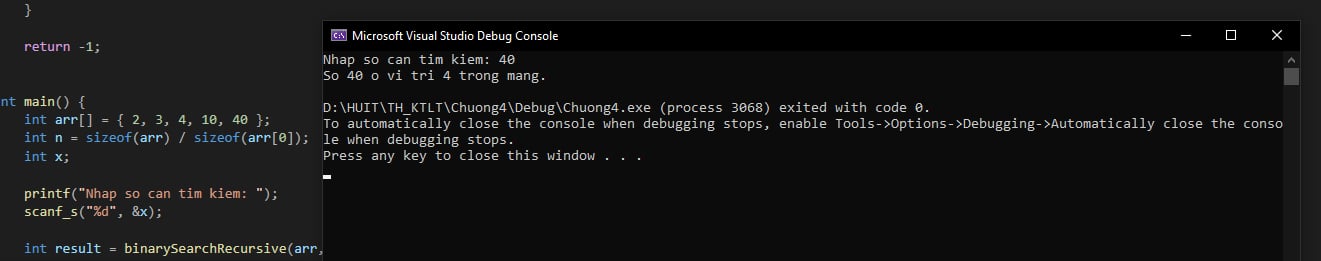 }
return -1;
nt main() {
int arr[] = { 2, 3, 4, 10, 40 };
int n = sizeof(arr) / sizeof(arr[0]);
int x;
printf("Nhap so can tim kiem: ");
scanf_s("%d", &x);
int result = binarySearchRecursive(arr,
Microsoft Visual Studio Debug Console
Nhap so can tim kiem: 40
So 40 o vi tri 4 trong mang.
D:\HUIT\TH_KTLT\Chuong4\Debug\Chuong4.exe (process 3068) exited with code 0.
To automatically close the console when debugging stops, enable Tools->Options->Debugging->Automatically close the conso
le when debugging stops.
Press any key to close this window . . .